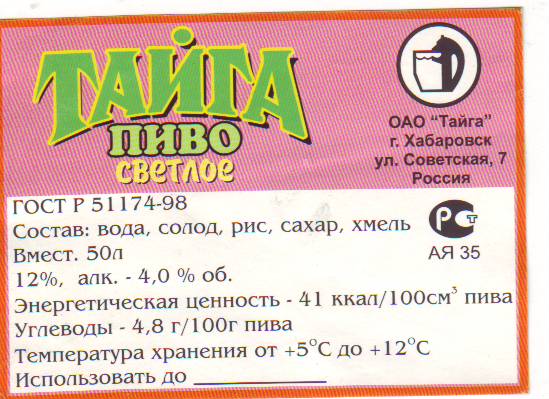 ТАЙГА
ПИВО
светлое
ОАО "Тайга"
г. Хабаровск
ул. Советская, 7
Россия
ГОСТ Р 51174-98
Состав: вода, солод, рис, сахар, хмель
Вмест. 50л
12%, алк. - 4,0 % об.
РСТ
АЯ 35
Энергетическая ценность - 41 ккал/100см³ пива
Углеводы - 4,8 г/100г пива
Температура хранения от +5°С до +12°С
Использовать до ____________